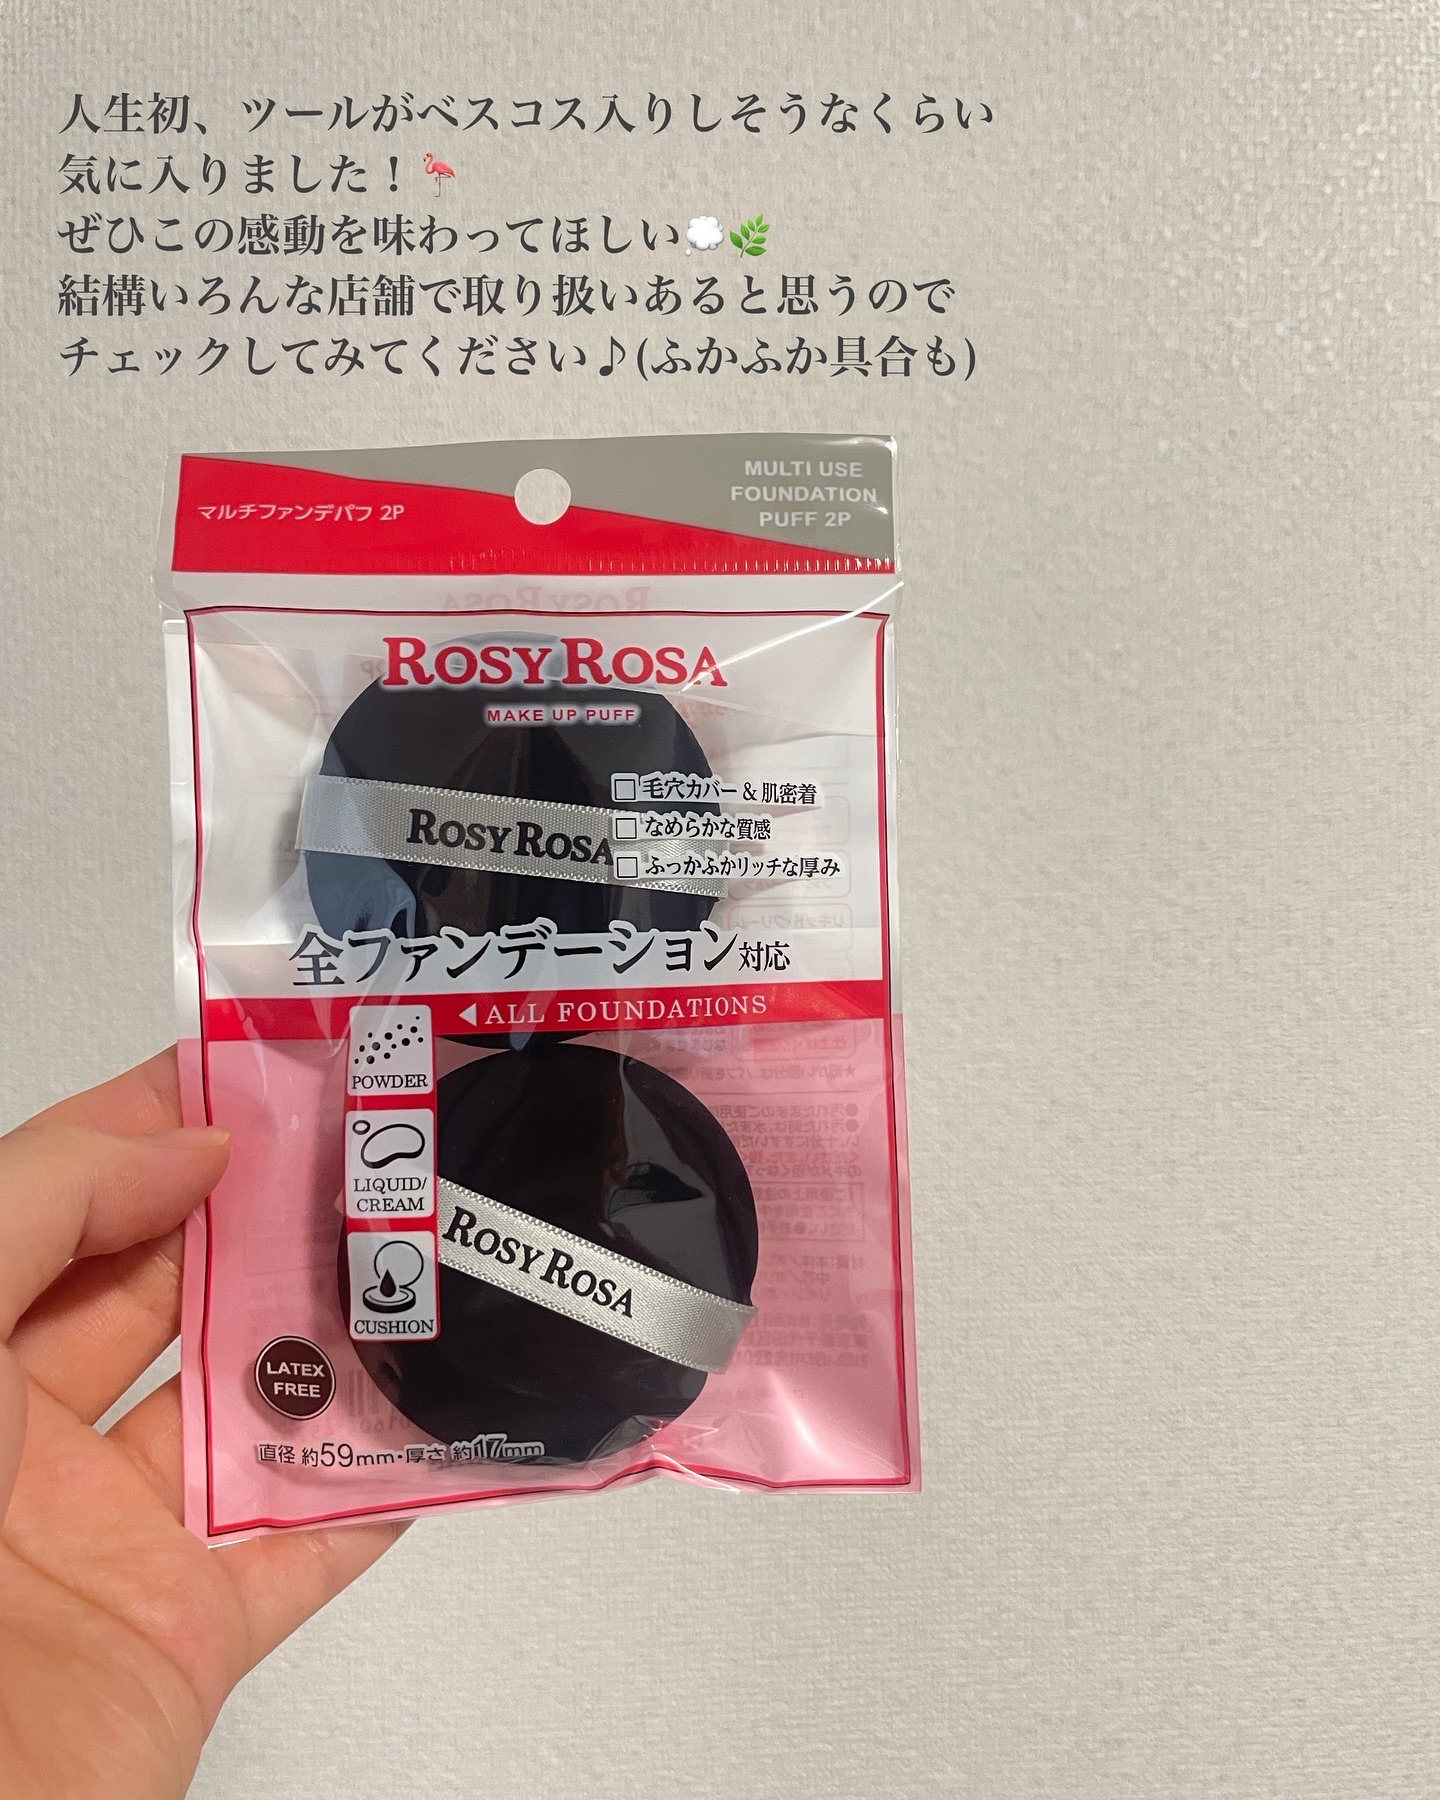 人生初、ツールがベスコス入りしそうなくらい
気に入りました！🦩
ぜひこの感動を味わってほしい💭🌿
結構いろんな店舗で取り扱いあると思うので
チェックしてみてください♪(ふかふか具合も)
マルチファンデパフ 2P
MULTI USE
FOUNDATION
PUFF 2P
ROSY ROSA
MAKE UP PUFF
□毛穴カバー＆肌密着
□なめらかな質感
□ふっかふかリッチな厚み
ROSY ROSA
全ファンデーション対応
◀ALL FOUNDATIONS
POWDER
LIQUID/
CREAM
CUSHION
ROSY ROSA
LATEX
FREE
直径 約59mm・厚さ 約17mm